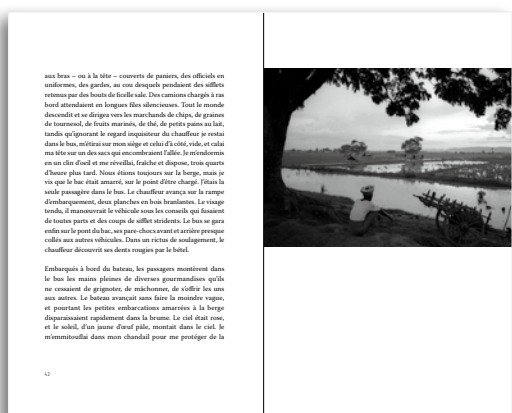 aux bras – ou à la tête – couverts de paniers, des officiels en
uniformes, des gardes, au cou desquels pendaient des sifflets
retenus par des bouts de ficelle sale. Des camions chargés à ras
bord attendaient en longues files silencieuses. Tout le monde
descendit et se dirigea vers les marchands de chips, de graines
de tournesol, de fruits marinés, de thé, de petits pains au lait,
tandis qu'ignorant le regard inquisiteur du chauffeur je restai
dans le bus, m'étirai sur mon siège et celui d'à côté, vide, et calai
ma tête sur un des sacs qui encombraient l'allée. Je m'endormis
en un clin d'oeil et me réveillai, fraîche et dispose, trois quarts
d'heure plus tard. Nous étions toujours sur la berge, mais je
vis que le bac était amarré, sur le point d'être chargé. J'étais la
seule passagère dans le bus. Le chauffeur avança sur la rampe
d'embarquement, deux planches en bois branlantes. Le visage
tendu, il manœuvrait le véhicule sous les conseils qui fusaient
de toutes parts et des coups de sifflet stridents. Le bus se gara
enfin sur le pont du bac, ses pare-chocs avant et arrière presque
collés aux autres véhicules. Dans un rictus de soulagement, le
chauffeur découvrit ses dents rougies par le bétel.
Embarqués à bord du bateau, les passagers montèrent dans
le bus les mains pleines de diverses gourmandises qu'ils
ne cessaient de grignoter, de mâchonner, de s'offrir les uns
aux autres. Le bateau avançait sans faire la moindre vague,
et pourtant les petites embarcations amarrées à la berge
disparaissaient rapidement dans la brume. Le ciel était rose,
et le soleil, d'un jaune d'œuf pâle, montait dans le ciel. Je
m'emmitouflai dans mon chandail pour me protéger de la
42